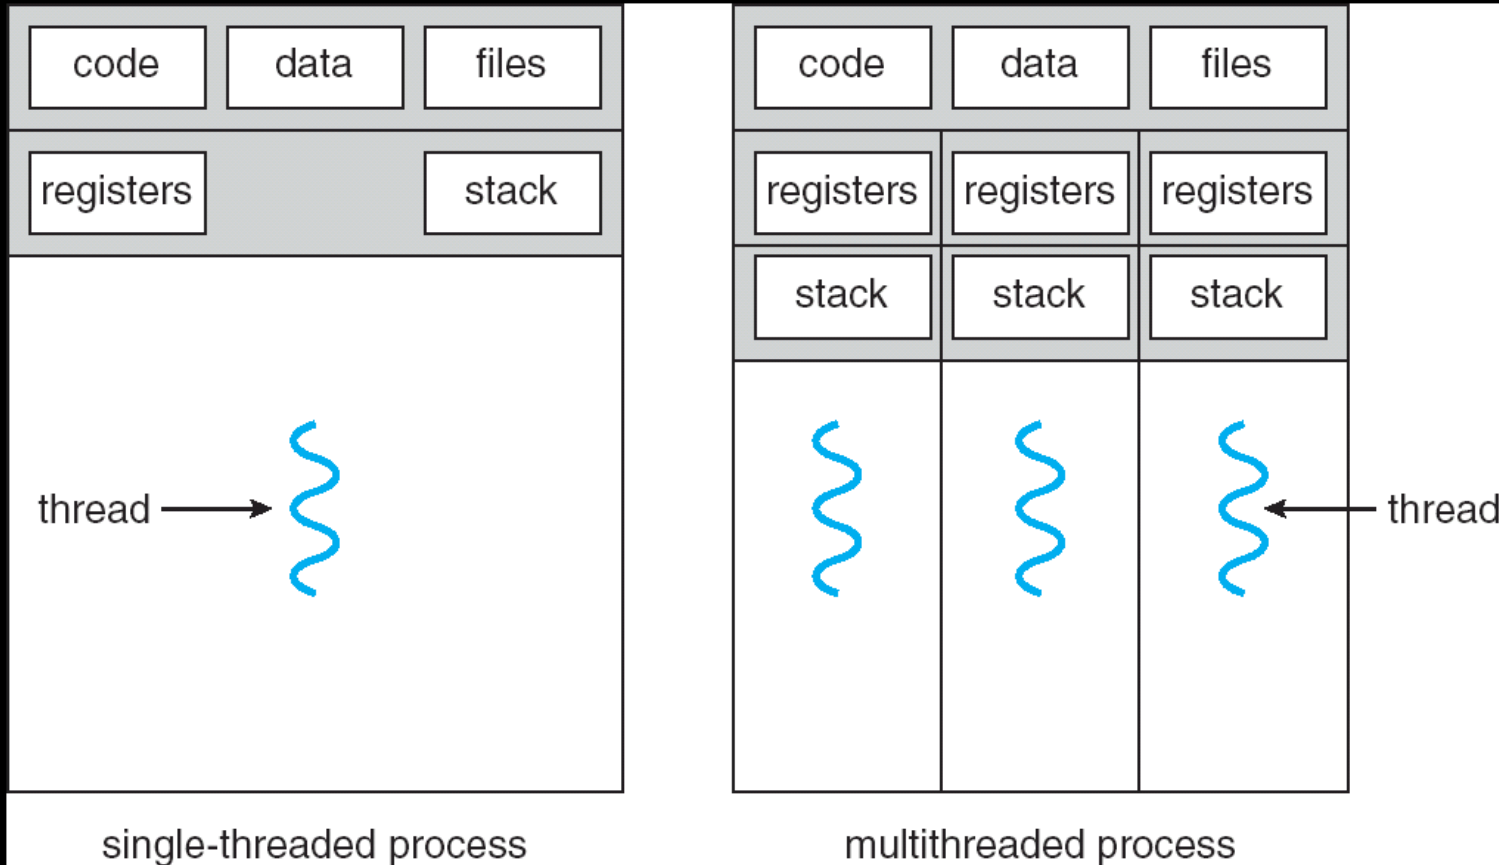 code data files
registers stack
thread
single-threaded process
code data files
registers registers registers
stack stack stack
thread
multithreaded process